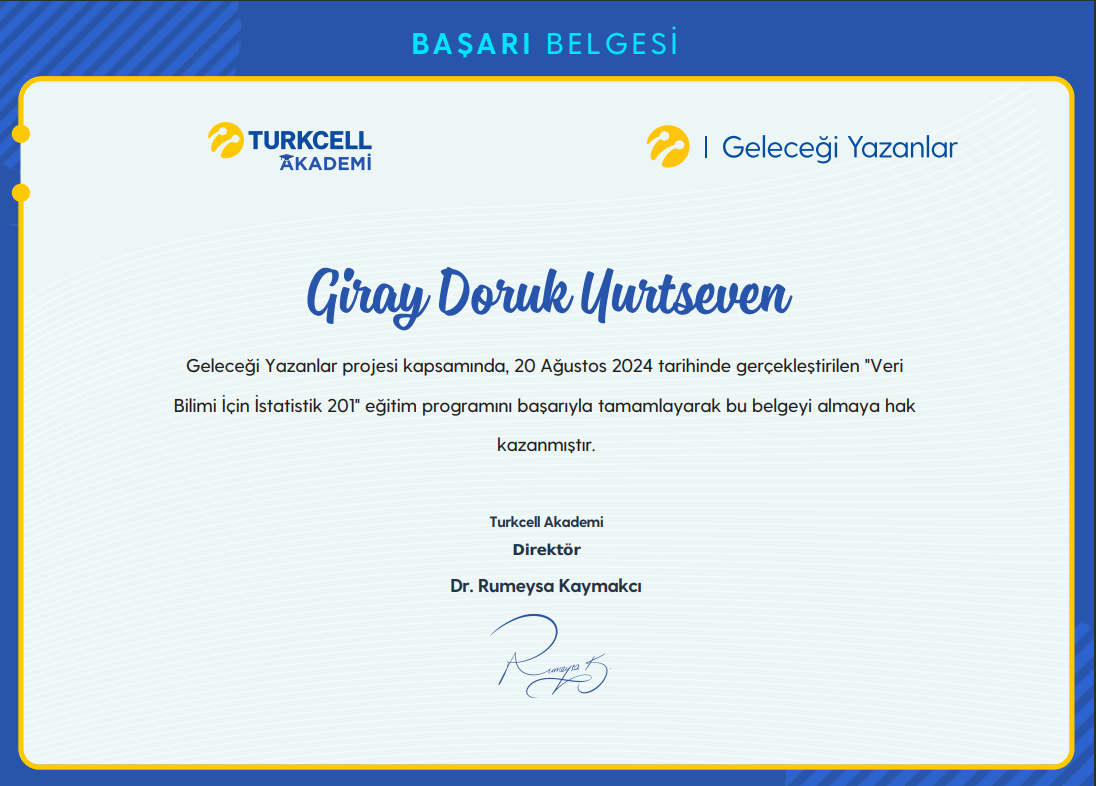 BAŞARI BELGESİ
TURKCELL
AKADEMİ
Geleceği Yazanlar
Giray Doruk Yurtseven
Geleceği Yazanlar projesi kapsamında, 20 Ağustos 2024 tarihinde gerçekleştirilen "Veri
Bilimi İçin İstatistik 201" eğitim programını başarıyla tamamlayarak bu belgeyi almaya hak
kazanmıştır.
Turkcell Akademi
Direktör
Dr. Rumeysa Kaymakcı
Rumeysa K